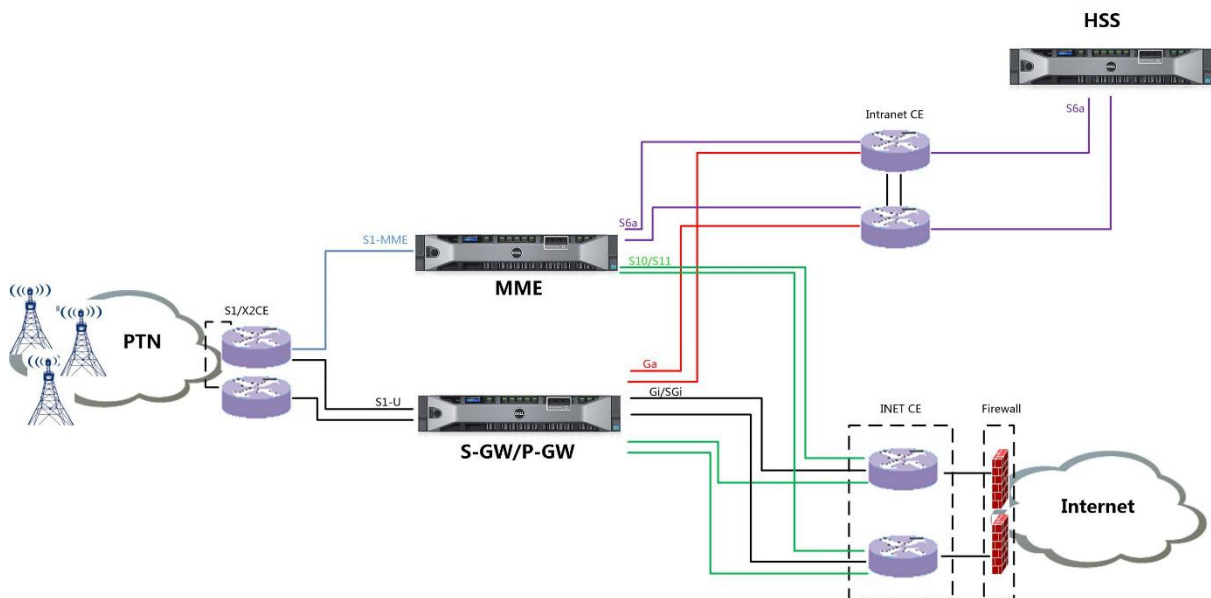 HSS
S6a
Intranet CE
S6a
S1-MME
S10/S11
MME
S1/X2CE
PTN
Ga
Gi/SGi
S1-U
INET CE
Firewall
S-GW/P-GW
Internet